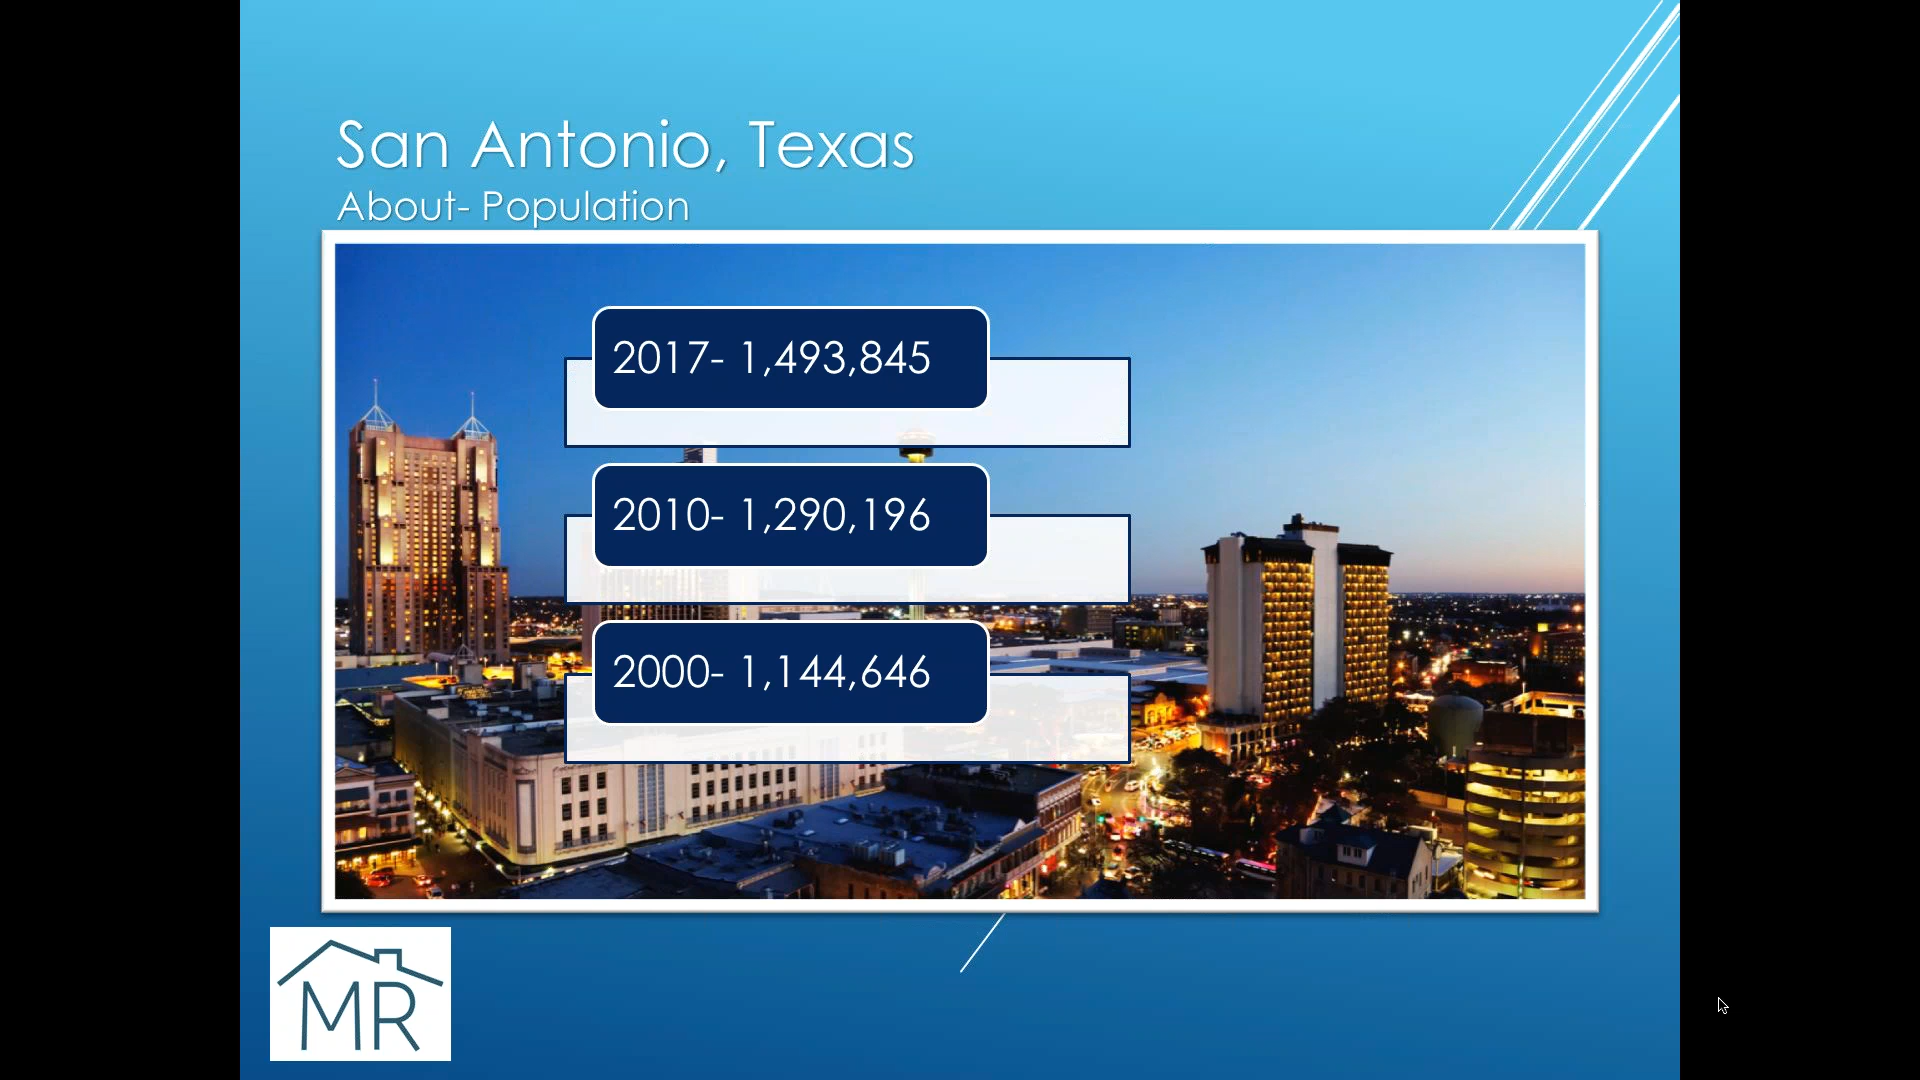 San Antonio, Texas
About- Population
2017- 1,493,845
2010- 1,290,196
2000- 1,144,646
MR